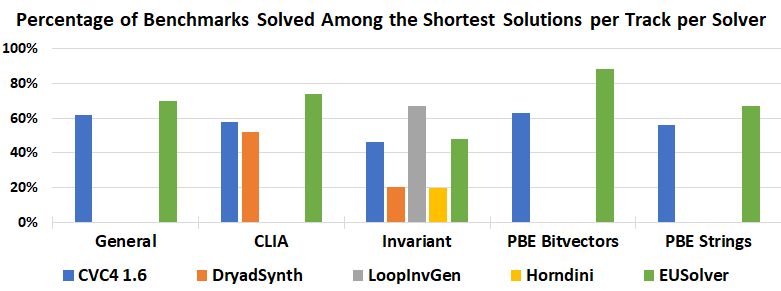 Percentage of Benchmarks Solved Among the Shortest Solutions per Track per Solver
100%
80%
60%
40%
20%
0%
General CLIA Invariant PBE Bitvectors PBE Strings
CVC4 1.6 DryadSynth LoopInvGen Horndini EUSolver